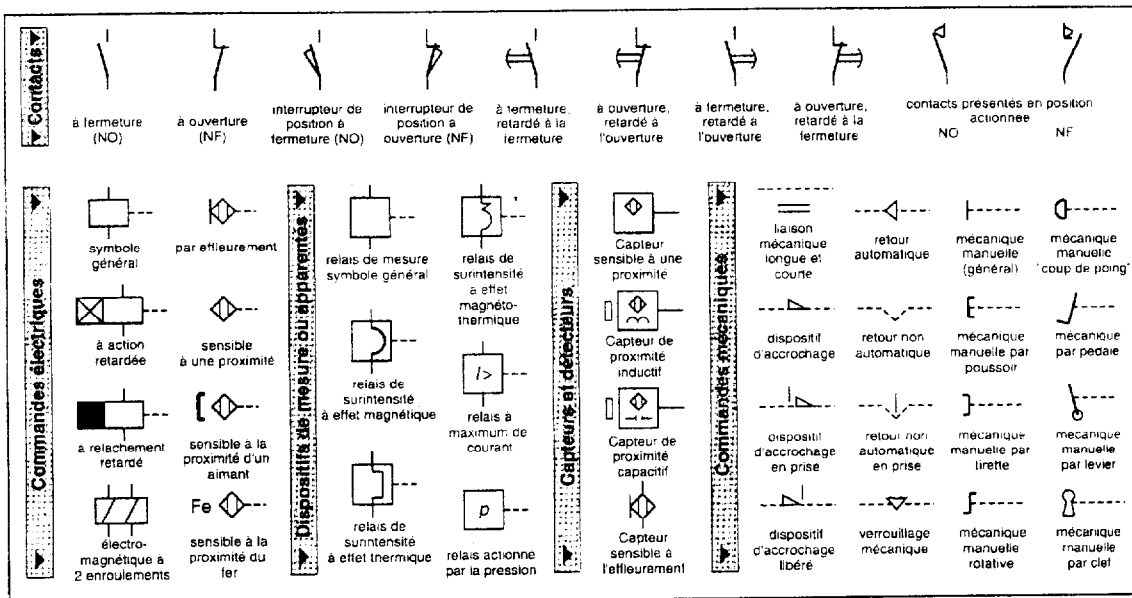 Contacts
à fermeture
(NO)
à ouverture
(NF)
interrupteur de
position à
fermeture (NO)
interrupteur de
position à
ouverture (NF)
à fermeture,
retardé à la
fermeture
à ouverture,
retardé à
l'ouverture
à fermeture,
retardé à
l'ouverture
à ouverture,
retardé à la
fermeture
contacts présentés en position
actionnée
NO
NF
Commandes électriques
symbole
général
par effleurement
à action
retardée
sensible
à une proximité
à relachement
retardé
sensible à la
proximité d'un
aimant
électro-
magnétique à
2 enroulements
Fe
sensible à la
proximité du
fer
Dispositifs de mesure ou apparentés
relais de mesure
symbole général
relais de
surintensité
a effet
magnéto-
thermique
relais de
surintensité
à effet magnétique
I>
relais à
maximum de
courant
relais de
surintensité
à effet thermique
p
relais actionné
par la pression
Capteurs et détecteurs
Capteur
sensible à une
proximité
Capteur de
proximité
inductif
Capteur de
proximité
capacitif
Capteur
sensible à
l'effleurement
Commandes mécaniques
liaison
mécanique
longue et
courte
retour
automatique
mécanique
manuelle
(général)
mécanique
manuelle
"coup de poing"
dispositif
d'accrochage
retour non
automatique
mécanique
manuelle par
poussoir
mécanique
par pédale
dispositif
d'accrochage
en prise
retour non
automatique
en prise
mécanique
manuelle par
tirette
mécanique
manuelle
par levier
dispositif
d'accrochage
libéré
verrouillage
mécanique
mécanique
manuelle
rotative
mécanique
manuelle
par clef